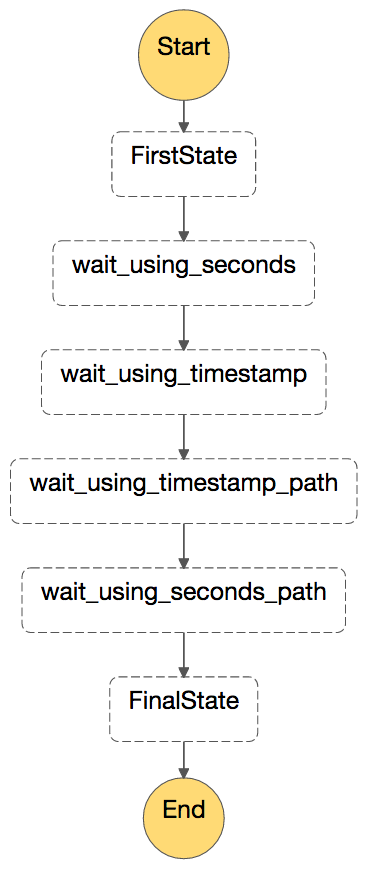 Start
FirstState
wait_using_seconds
wait_using_timestamp
wait_using_timestamp_path
wait_using_seconds_path
FinalState
End